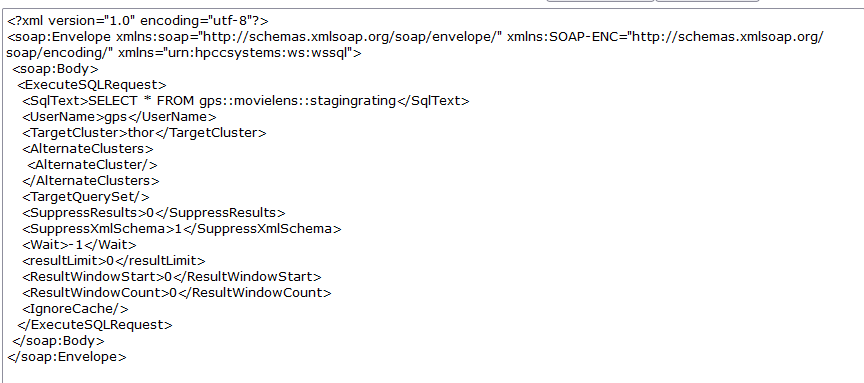 <?xml version="1.0" encoding="utf-8"?>
<soap:Envelope xmlns:soap="http://schemas.xmlsoap.org/soap/envelope/" xmlns:SOAP-ENC="http://schemas.xmlsoap.org/
soap/encoding/" xmlns="urn:hpccsystems:ws:wssql">
 <soap:Body>
  <ExecuteSQLRequest>
   <SqlText>SELECT * FROM gps::movielens::stagingrating</SqlText>
   <UserName>gps</UserName>
   <TargetCluster>thor</TargetCluster>
   <AlternateClusters>
    <AlternateCluster/>
   </AlternateClusters>
   <TargetQuerySet/>
   <SuppressResults>0</SuppressResults>
   <SuppressXmlSchema>1</SuppressXmlSchema>
   <Wait>-1</Wait>
   <resultLimit>0</resultLimit>
   <ResultWindowStart>0</ResultWindowStart>
   <ResultWindowCount>0</ResultWindowCount>
   <IgnoreCache/>
  </ExecuteSQLRequest>
 </soap:Body>
</soap:Envelope>